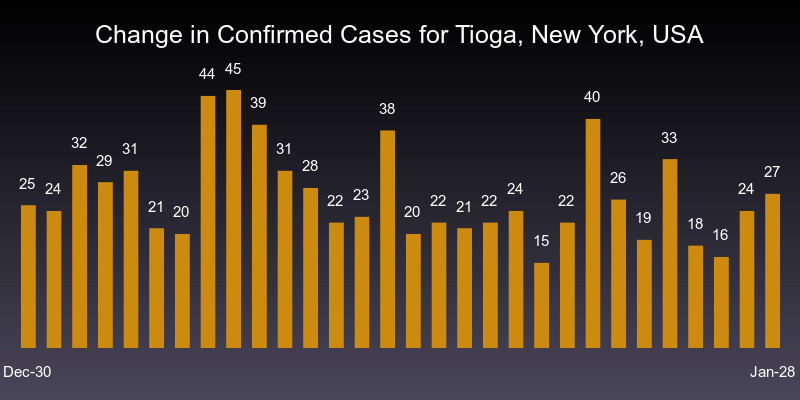 Change in Confirmed Cases for Tioga, New York, USA
25 24 32 29 31 21 20 44 45 39 31 28 22 23 38 20 22 21 22 24 15 22 40 26 19 33 18 16 24 27
Dec-30 Jan-28